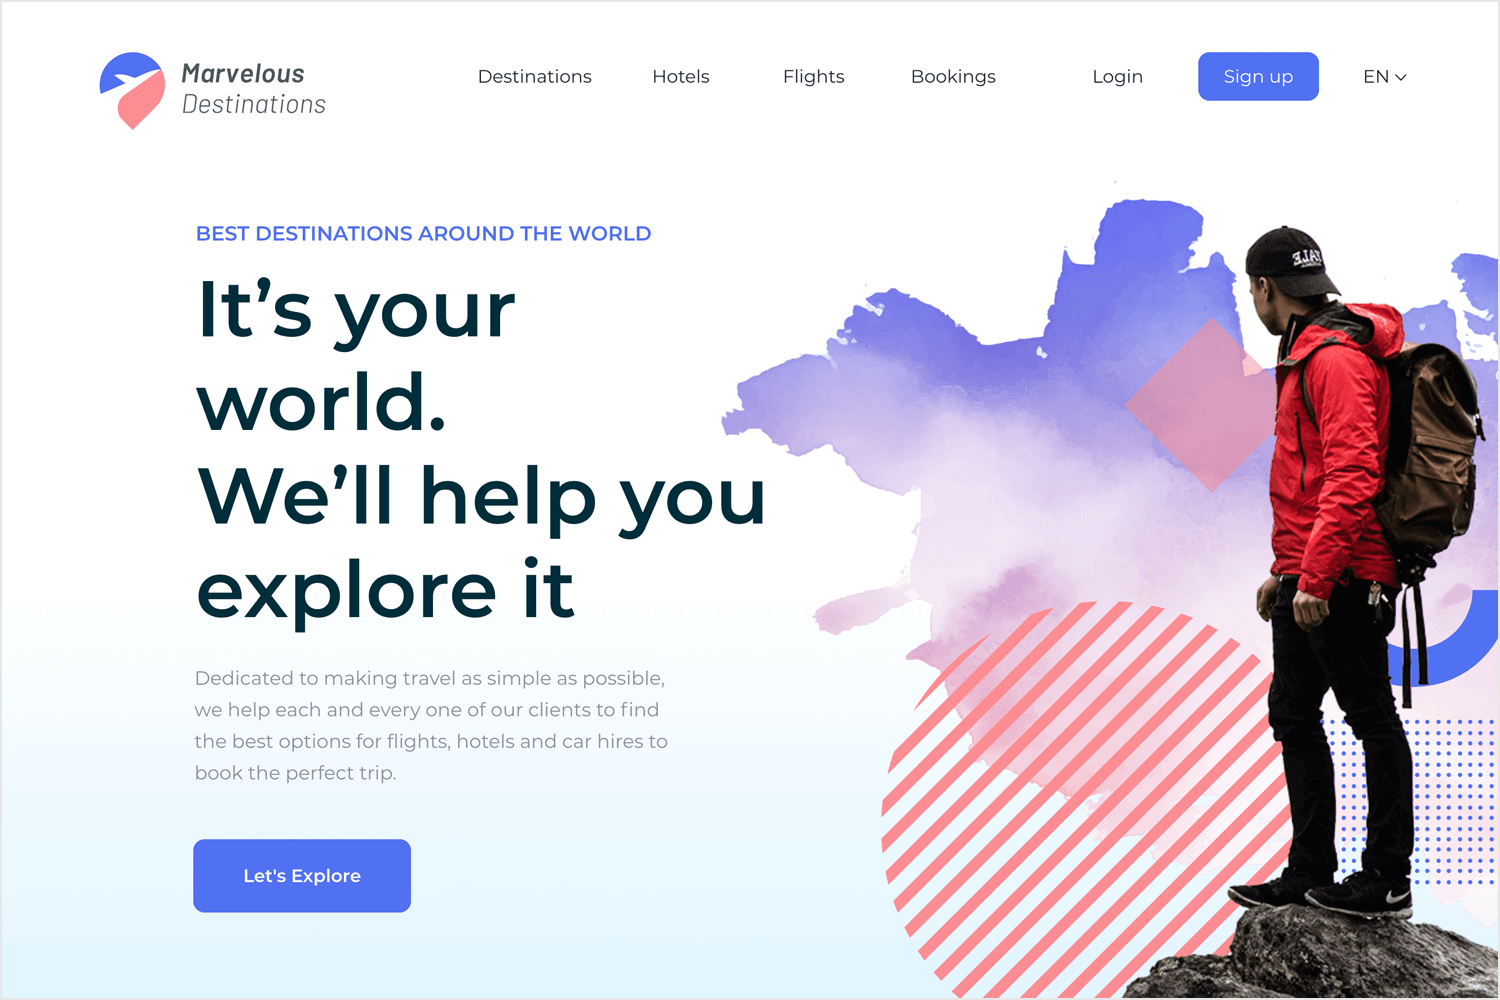 Marvelous
Destinations
Destinations Hotels Flights Bookings Login Sign up EN
BEST DESTINATIONS AROUND THE WORLD
It’s your
world.
We’ll help you
explore it
Dedicated to making travel as simple as possible,
we help each and every one of our clients to find
the best options for flights, hotels and car hires to
book the perfect trip.
Let's Explore